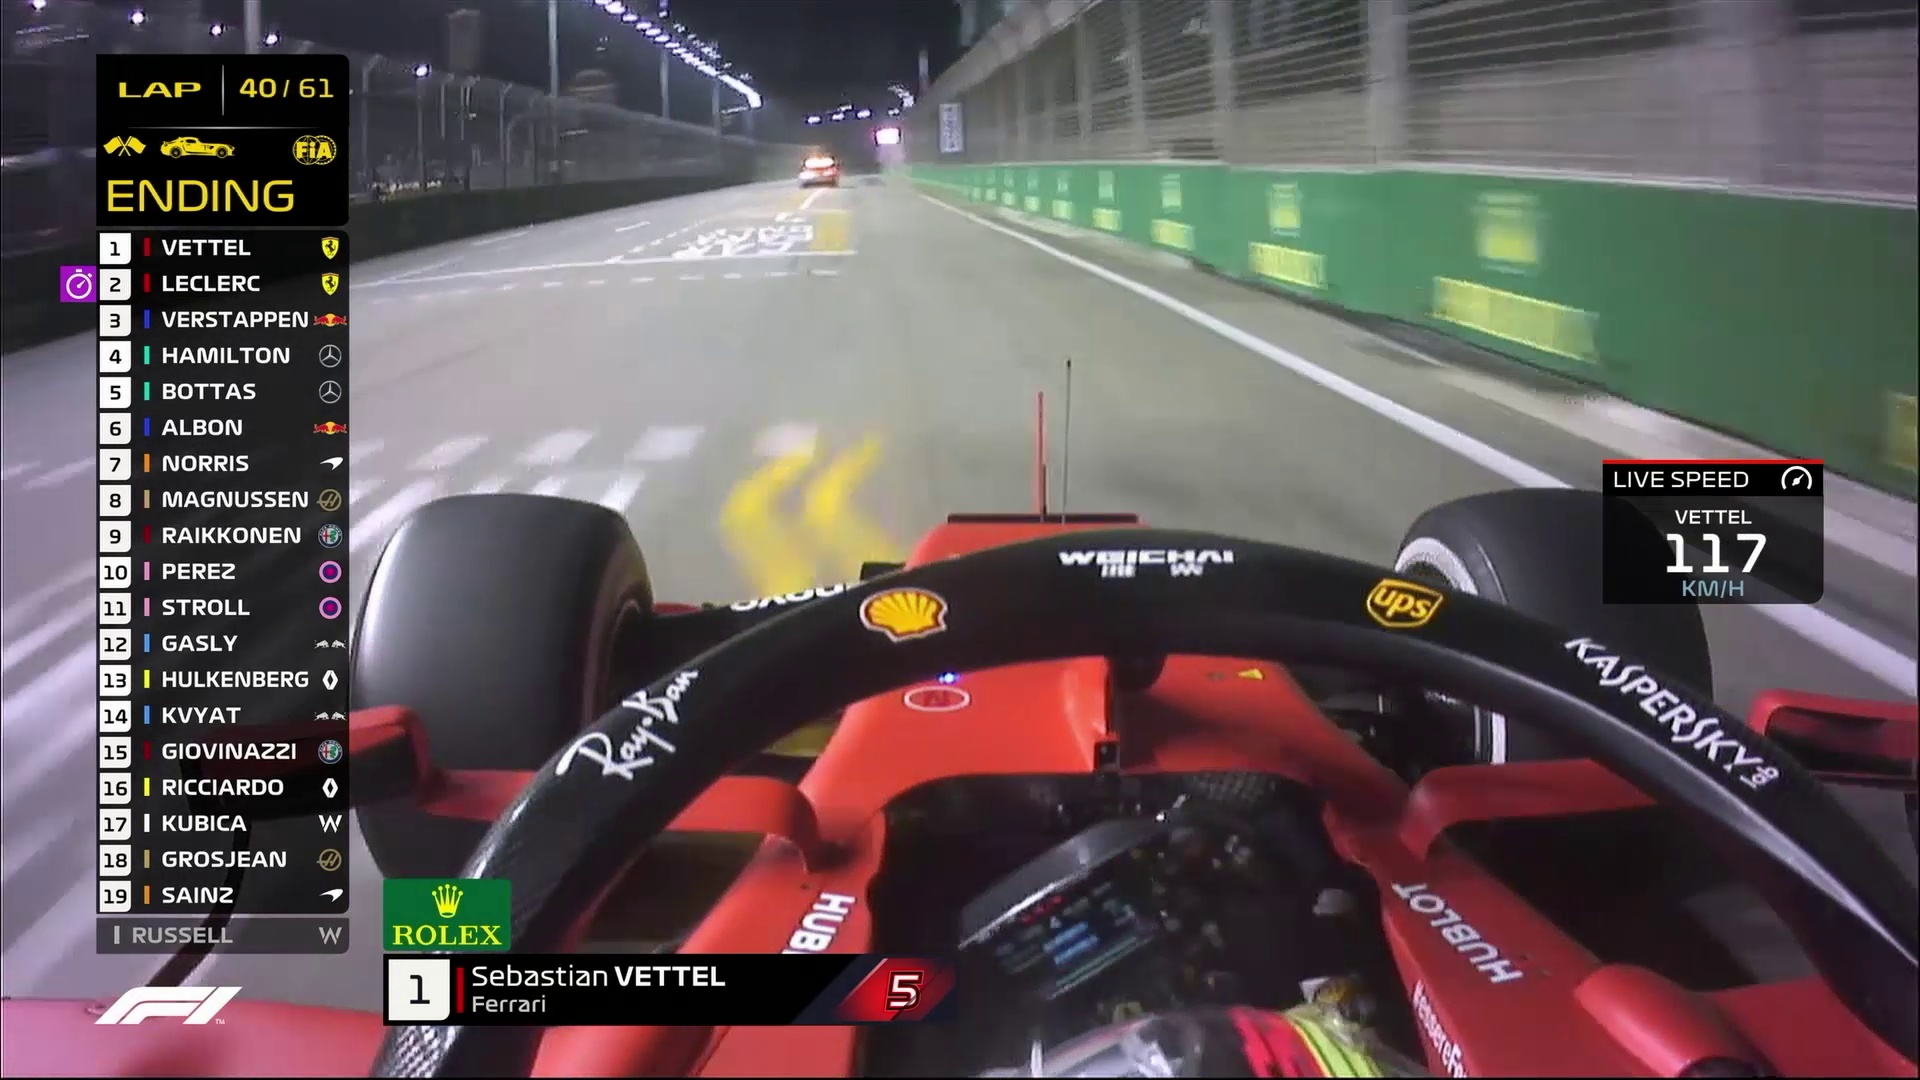 LAP 40/61
FIA
ENDING
1 VETTEL
2 LECLERC
3 VERSTAPPEN
4 HAMILTON
5 BOTTAS
6 ALBON
7 NORRIS
8 MAGNUSSEN
9 RAIKKONEN
10 PEREZ
11 STROLL
12 GASLY
13 HULKENBERG
14 KVYAT
15 GIOVINAZZI
16 RICCIARDO
17 KUBICA
18 GROSJEAN
19 SAINZ
RUSSELL
LIVE SPEED
VETTEL
117
KM/H
WEICHAI
ups
Ray-Ban
KASPERSKY
HUBLOT
ROLEX
1 Sebastian VETTEL 5
Ferrari
F1